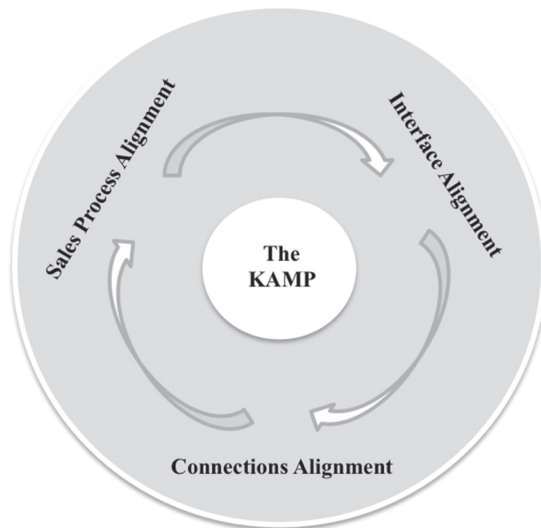 Sales Process Alignment
Interface Alignment
The
KAMP
Connections Alignment